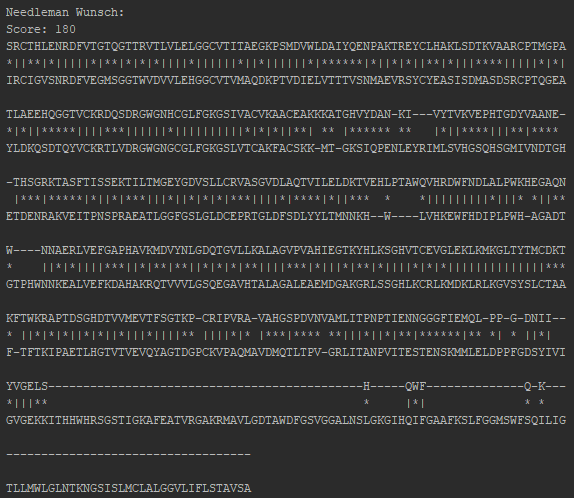 Needleman Wunsch:
Score: 180
SRCTHLENRDFVTGTQGTTRVTLVLELGGCVTITAEGKPSMDVWLDAIYQENPAKTREYCLHAKLSDTKVAARCPTMGPA
IRCIGVSNRDFVEGMSGGTWVDVVLEHGGCVTVMAQDKPTVDIELVTTTVSNMAEVRSYCYEASISDMASDSRCPTQGEA
TLAEEHQGGTVCKRDQSDRGWGNHCGLFGKGSIVACVKAACEAKKKATGHVYDAN-KI---VYTVKVEPHTGDYVAANE-
YLDKQSDTQYVCKRTLVDRGWGNGCGLFGKGSLVTCAKFACSKK-MT-GKSIQPENLEYRIMLSVHGSQHSGMIVNDTGH
-THSGRKTASFTISSEKTILTMGEYGDVSLLCRVASGVDLAQTVILELDKTVEHLPTAWQVHRDWFNDLALPWKHEGAQN
ETDENRAKVEITPNSPRAEATLGGFGSLGLDCEPRTGLDFSDLYYLTMNNKH--W----LVHKEWFHDIPLPWH-AGADT
W----NNAERLVEFGAPHAVKMDVYNLGDQTGVLLKALAGVPVAHIEGTKYHLKSGHVTCEVGLEKLKMKGLTYTMCDKT
GTPHWNNKEALVEFKDAHAKRQTVVVLGSQEGAVHTALAGALEAEMDGAKGRLSSGHLKCRLKMDKLRLKGVSYSLCTAA
KFTWKRAPTDSGHDTVVMEVTFSGTKP-CRIPVRA-VAHGSPDVNVAMLITPNPTIENNGGGFIEMQL-PP-G-DNII--
F-TFTKIPAETLHGTVTVEVQYAGTDGPCKVPAQMAVDMQTLTPV-GRLITANPVITESTENSKMMLELDPPFGDSYIVI
YVGELS-----------------------------------------------H-----QWF--------------Q-K---
GVGEKKITHHWHRSGSTIGKAFEATVRGAKRMAVLGDTAWDFGSVGGALNSLGKGIHQIFGAAFKSLFGGMSWFSQILIG
-----------------------------------
TLLMWLGLNTKNGSISLMCLALGGVLIFLSTAVSA